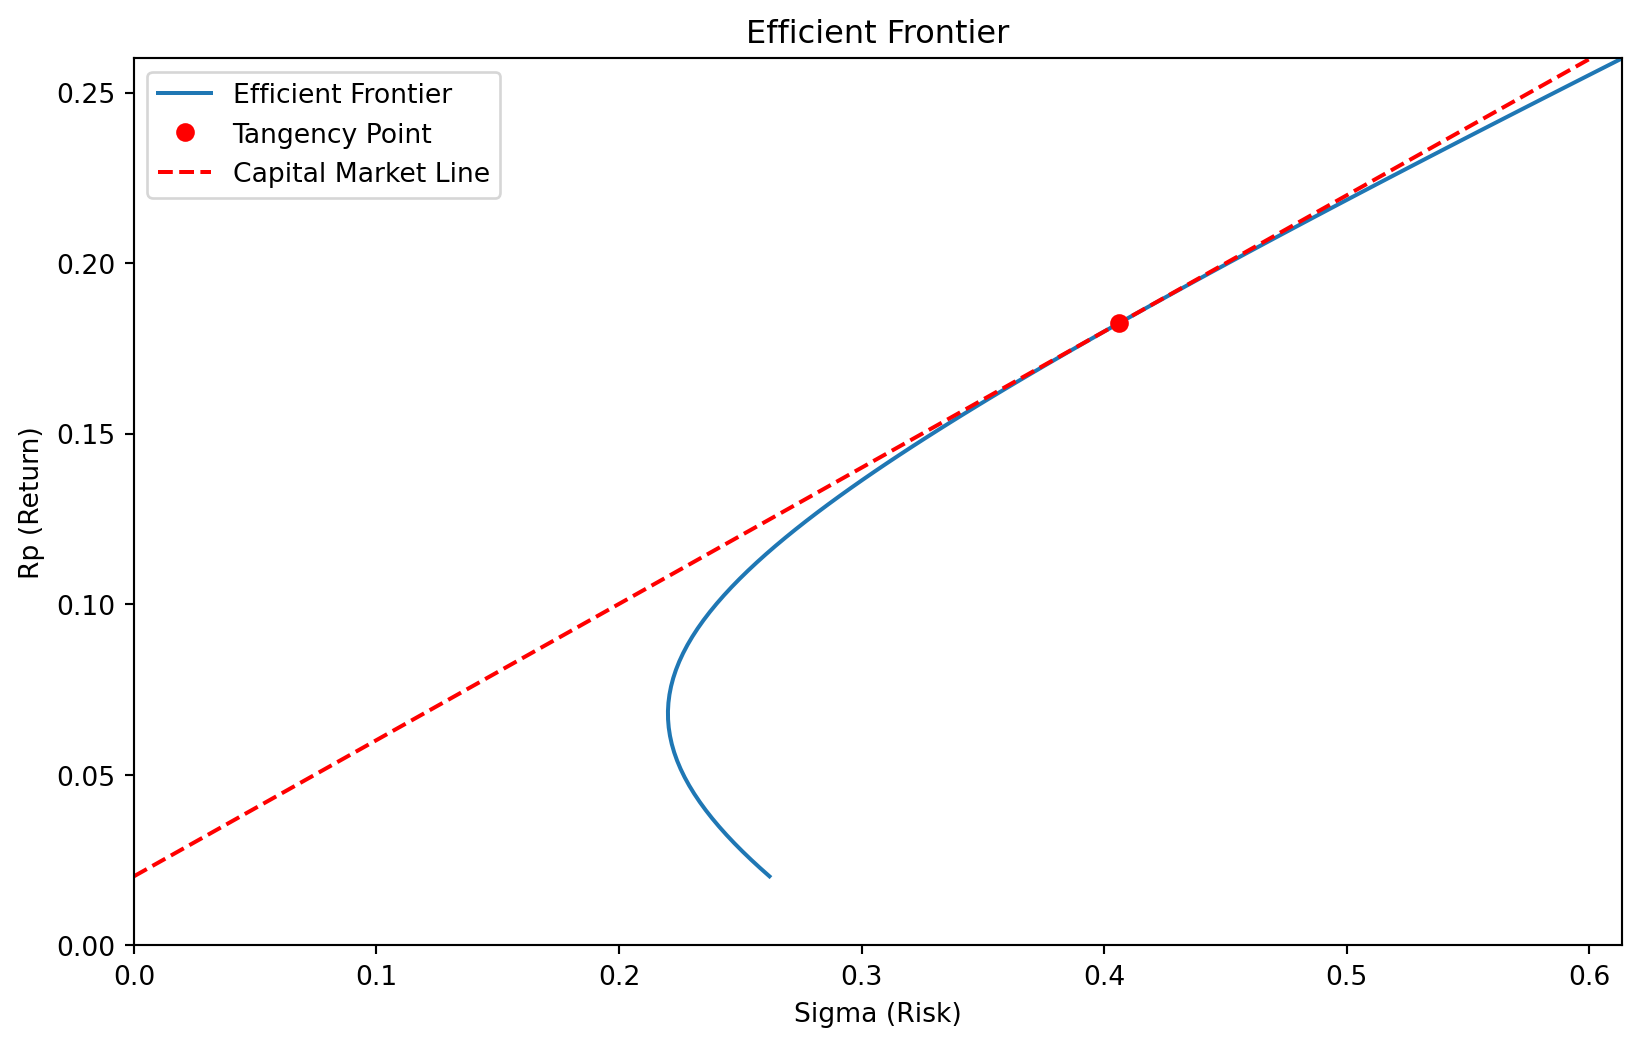 Efficient Frontier
Efficient Frontier
Tangency Point
Capital Market Line
0.25
0.20
0.15
0.10
0.05
0.00
Rp (Return)
0.0 0.1 0.2 0.3 0.4 0.5 0.6
Sigma (Risk)